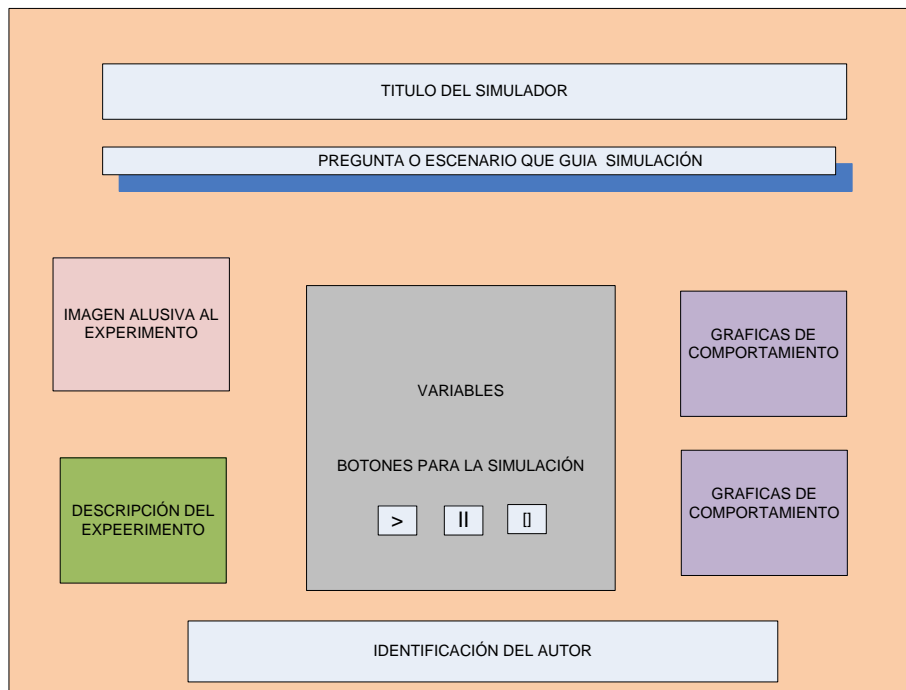 TITULO DEL SIMULADOR
PREGUNTA O ESCENARIO QUE GUIA SIMULACIÓN
IMAGEN ALUSIVA AL
EXPERIMENTO
DESCRIPCIÓN DEL
EXPEERIMENTO
VARIABLES
BOTONES PARA LA SIMULACIÓN
> || []
GRAFICAS DE
COMPORTAMIENTO
GRAFICAS DE
COMPORTAMIENTO
IDENTIFICACIÓN DEL AUTOR